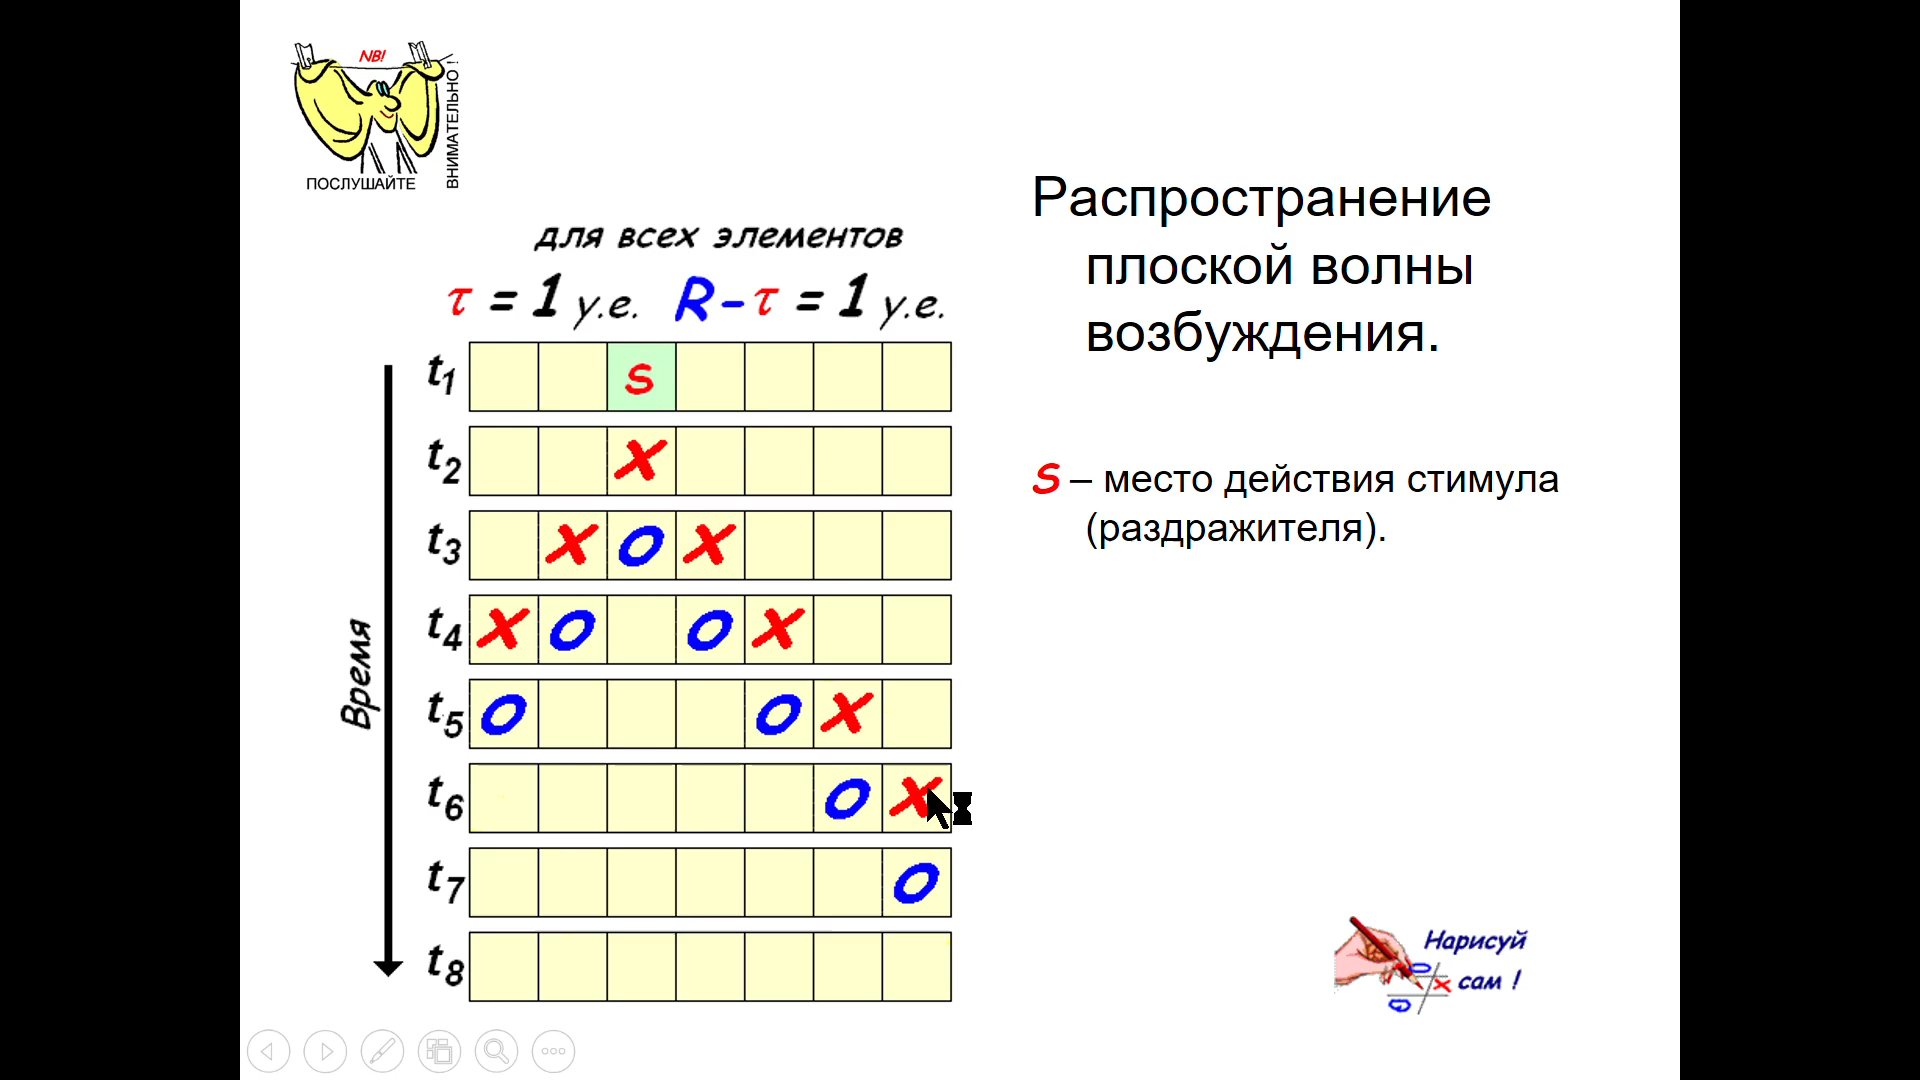 NB!
ВНИМАТЕЛЬНО !
ПОСЛУШАЙТЕ
Распространение
плоской волны
возбуждения.
для всех элементов
τ = 1 у.е. R – τ = 1 у.е.
t1 S
t2 X
t3 X O X
t4 X O O X
t5 O O X
t6 O X
t7 O
t8
Время
S – место действия стимула
(раздражителя).
Нарисуй
сам !